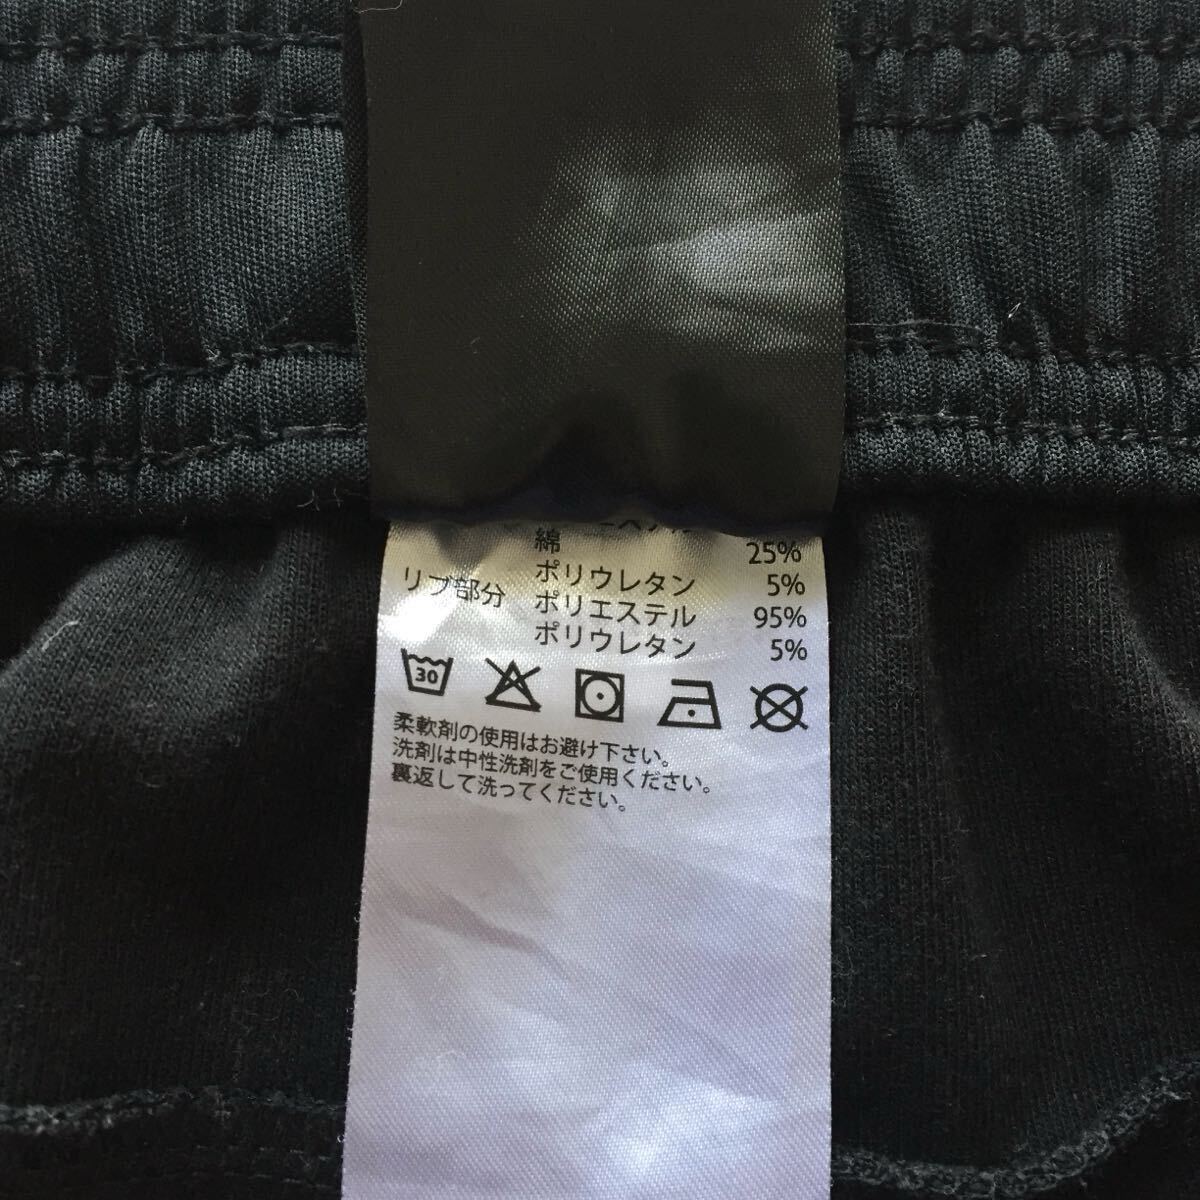 綿 25%
ポリウレタン 5%
リブ部分 ポリエステル 95%
ポリウレタン 5%
30
柔軟剤の使用はお避け下さい。
洗剤は中性洗剤をご使用ください。
裏返して洗ってください。